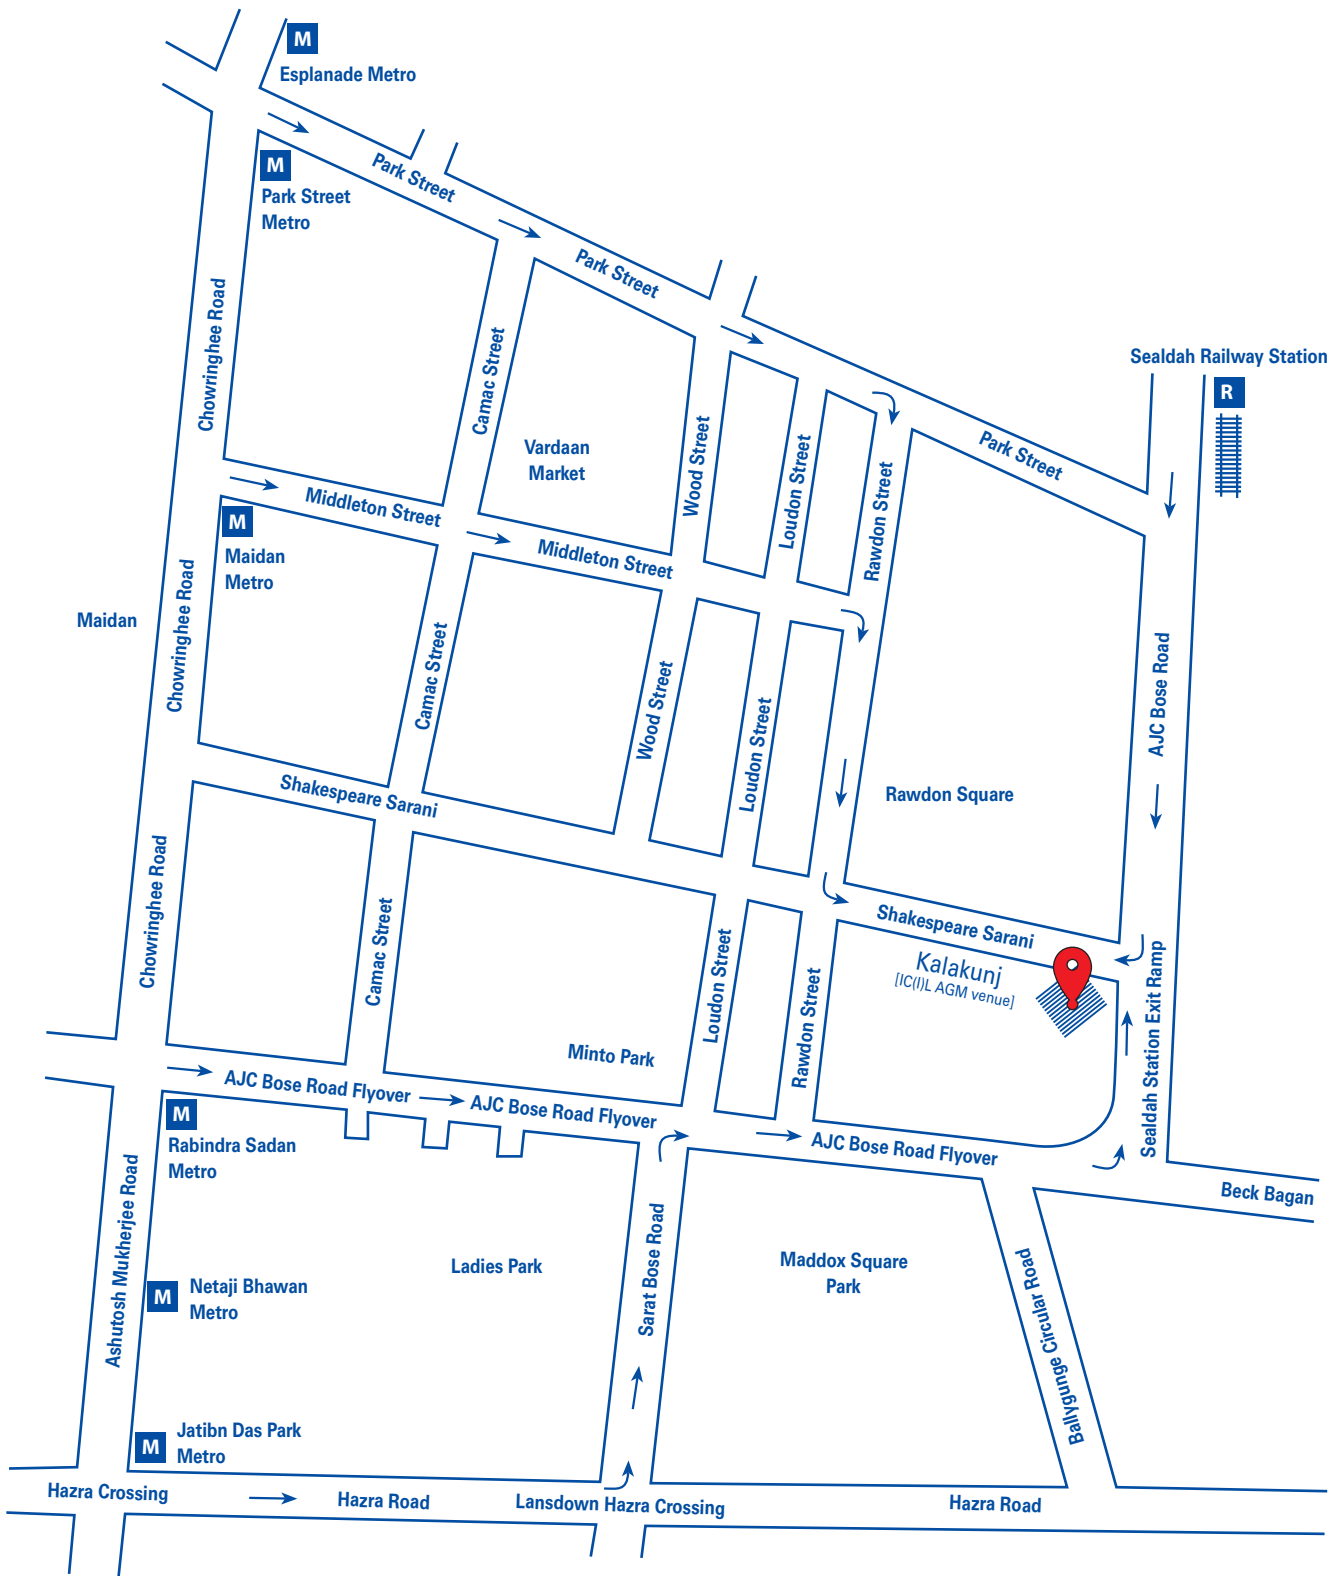 M
Esplanade Metro
Park Street
M
Park Street
Metro
Park Street
Chowringhee Road
Camac Street
Sealdah Railway Station
R
Vardaan
Market
Wood Street
Loudon Street
Rawdon Street
Park Street
Middleton Street
M
Maidan
Metro
Middleton Street
Maidan
Chowringhee Road
Camac Street
Wood Street
Loudon Street
AJC Bose Road
Shakespeare Sarani
Rawdon Square
Chowringhee Road
Camac Street
Loudon Street
Rawdon Street
Shakespeare Sarani
Kalakunj
[IC(I)L AGM venue]
Sealdah Station Exit Ramp
Minto Park
AJC Bose Road Flyover
AJC Bose Road Flyover
AJC Bose Road Flyover
M
Rabindra Sadan
Metro
Beck Bagan
Ashutosh Mukherjee Road
Ladies Park
Sarat Bose Road
Maddox Square
Park
M
Netaji Bhawan
Metro
Ballygunge Circular Road
M
Jatibn Das Park
Metro
Hazra Crossing
Hazra Road
Lansdown Hazra Crossing
Hazra Road